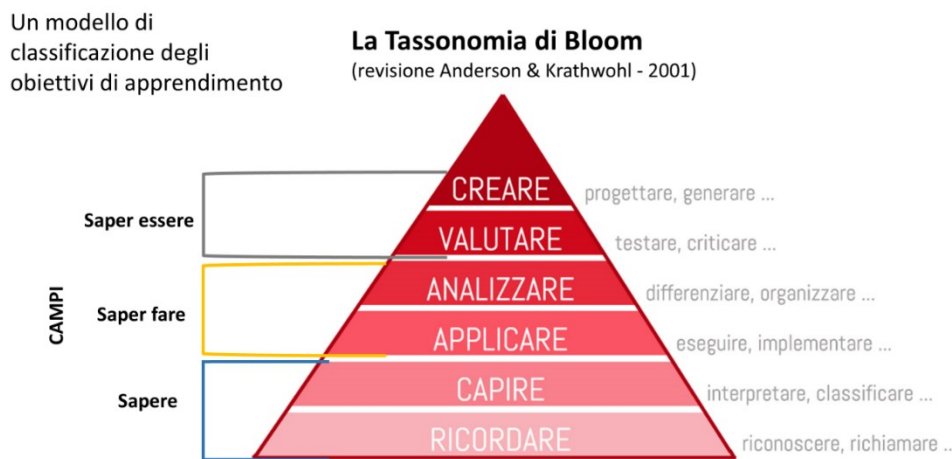 Un modello di
classificazione degli
obiettivi di apprendimento
La Tassonomia di Bloom
(revisione Anderson & Krathwohl - 2001)
CAMPI
Saper essere
CREARE progettare, generare ...
VALUTARE testare, criticare ...
Saper fare
ANALIZZARE differenziare, organizzare ...
APPLICARE eseguire, implementare ...
Sapere
CAPIRE interpretare, classificare ...
RICORDARE riconoscere, richiamare ...